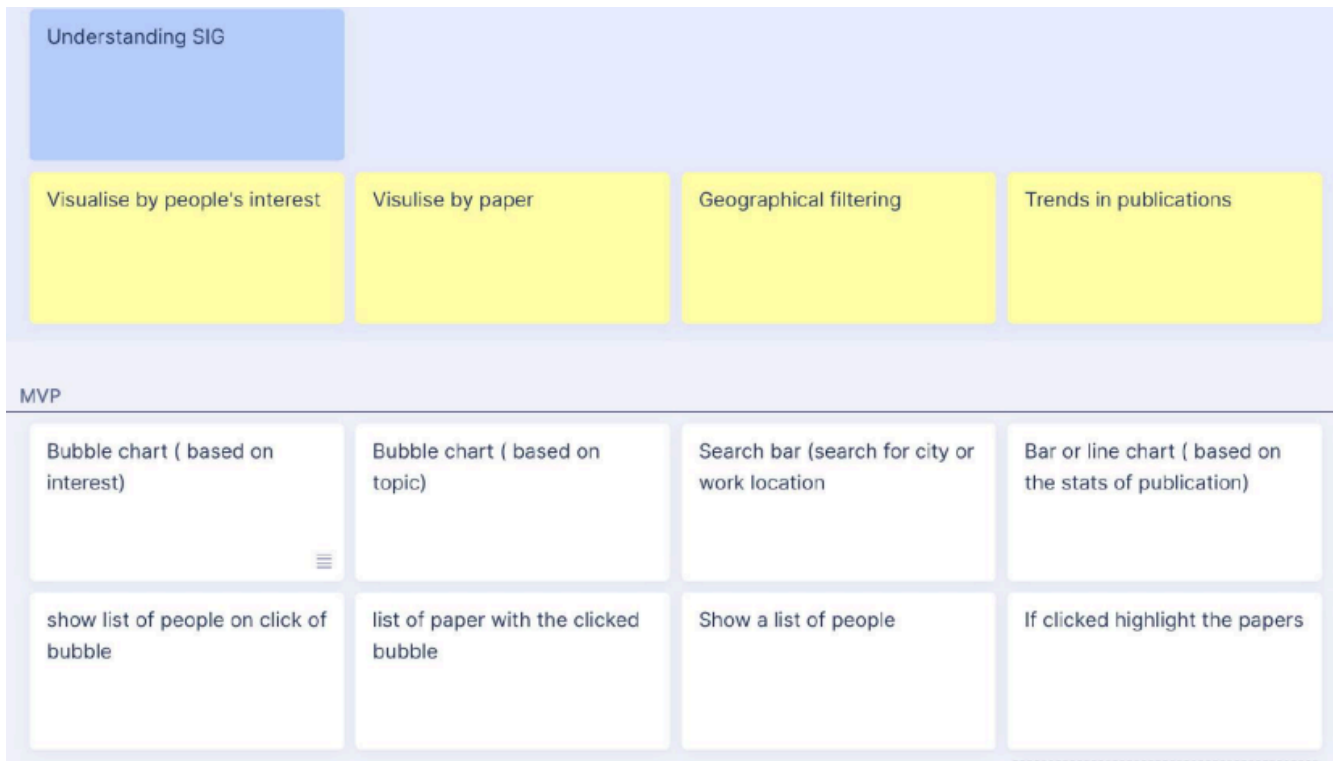 Understanding SIG
Visualise by people's interest
Visulise by paper
Geographical filtering
Trends in publications
MVP
Bubble chart ( based on
interest)
Bubble chart ( based on
topic)
Search bar (search for city or
work location
Bar or line chart ( based on
the stats of publication)
show list of people on click of
bubble
list of paper with the clicked
bubble
Show a list of people
If clicked highlight the papers